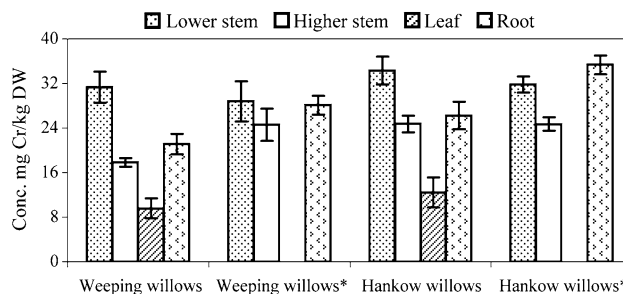 Lower stem Higher stem Leaf Root
Conc. mg Cr/kg DW
40
32
24
16
8
0
Weeping willows Weeping willows* Hankow willows Hankow willows*